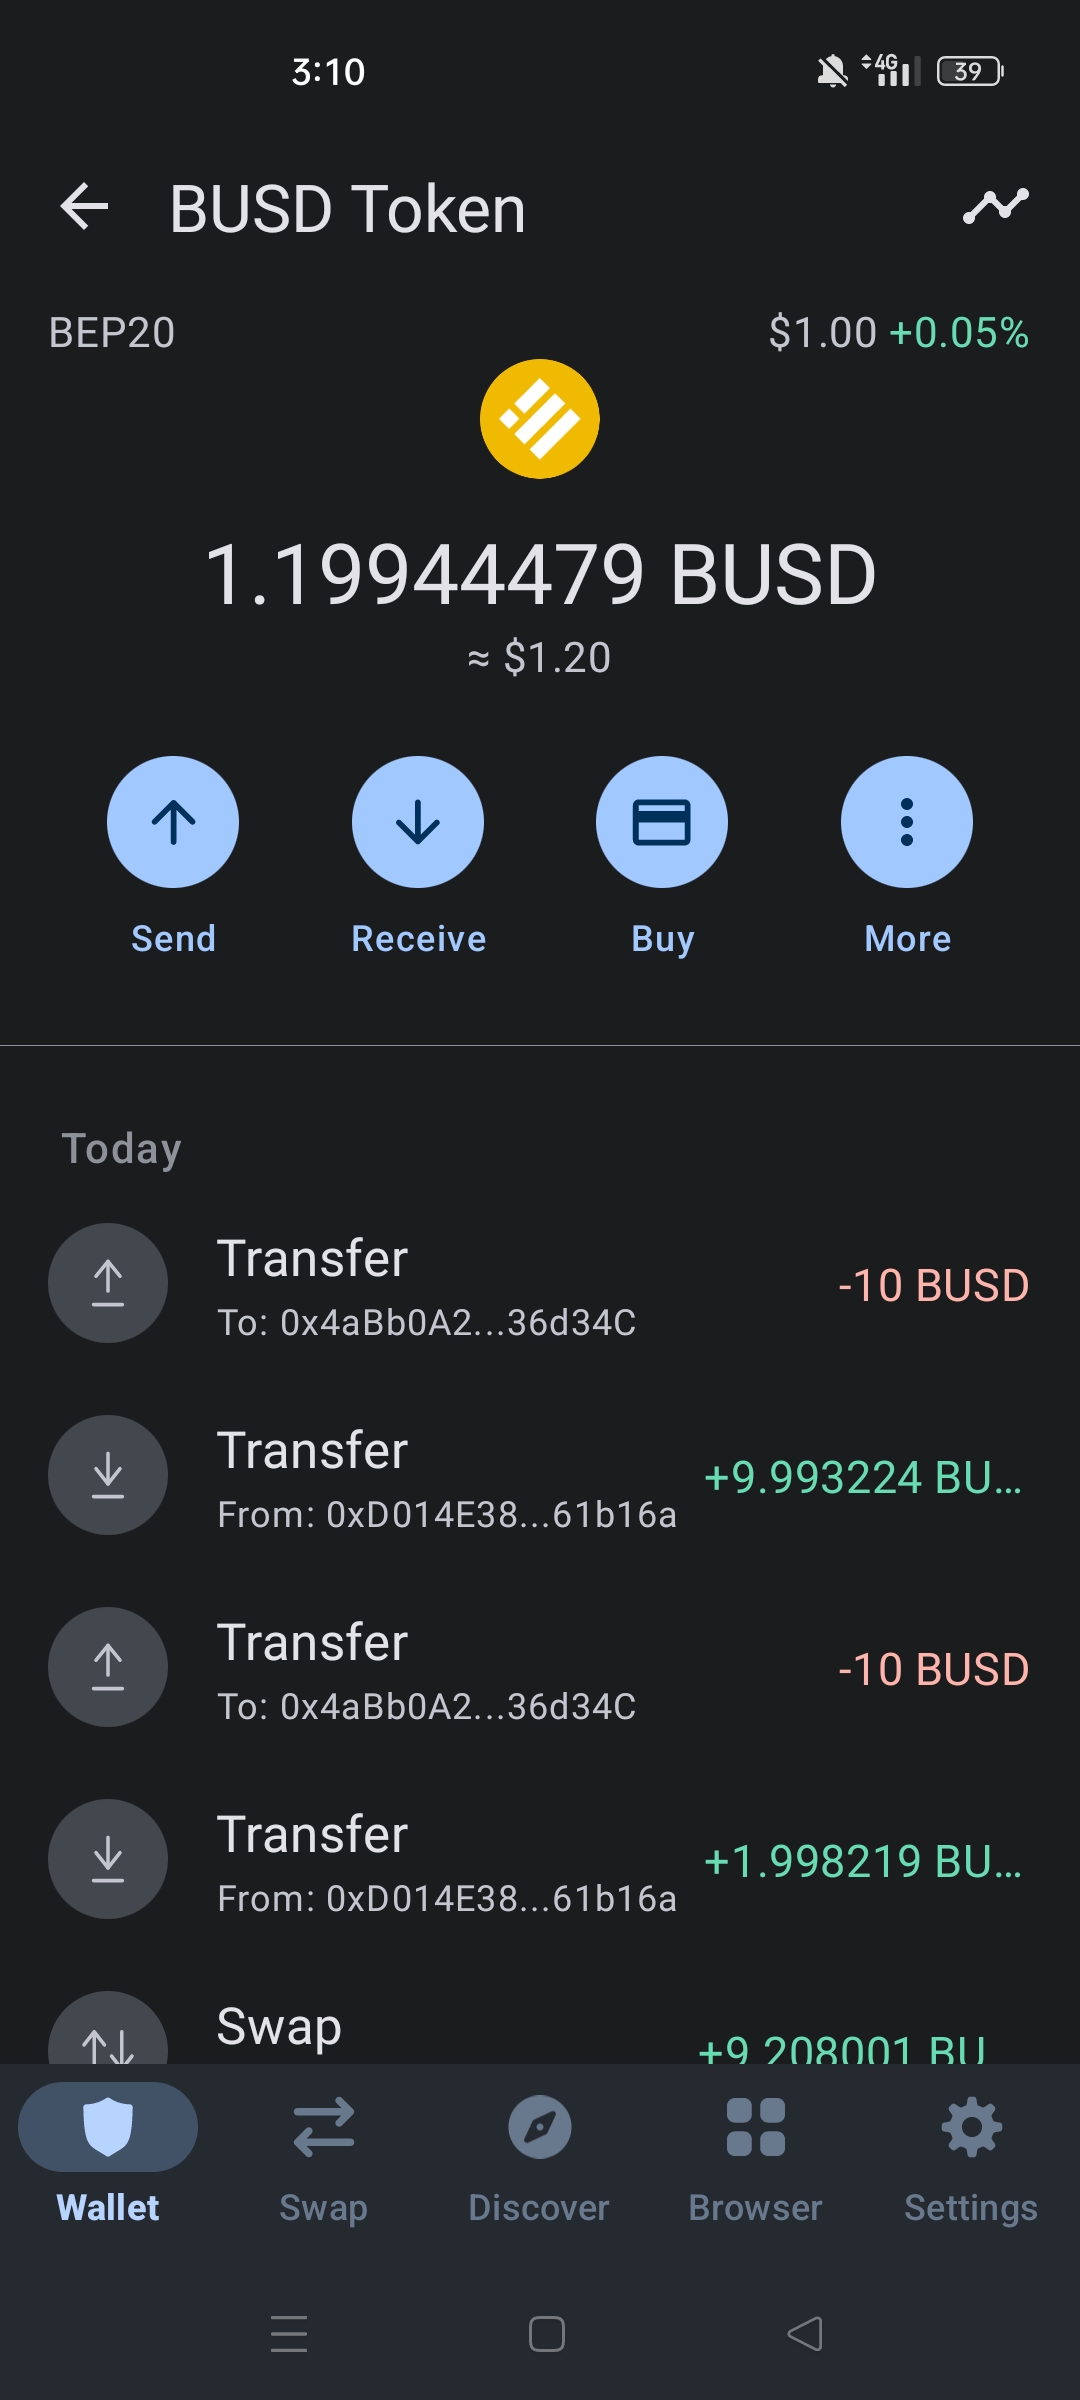 3:10
4G
39
BUSD Token
BEP20
$1.00 +0.05%
1.19944479 BUSD
≈ $1.20
Send
Receive
Buy
More
Today
Transfer
-10 BUSD
To: 0x4aBb0A2...36d34C
Transfer
+9.993224 BU...
From: 0xD014E38...61b16a
Transfer
-10 BUSD
To: 0x4aBb0A2...36d34C
Transfer
+1.998219 BU...
From: 0xD014E38...61b16a
Swap
+9.208001 BU
Wallet
Swap
Discover
Browser
Settings